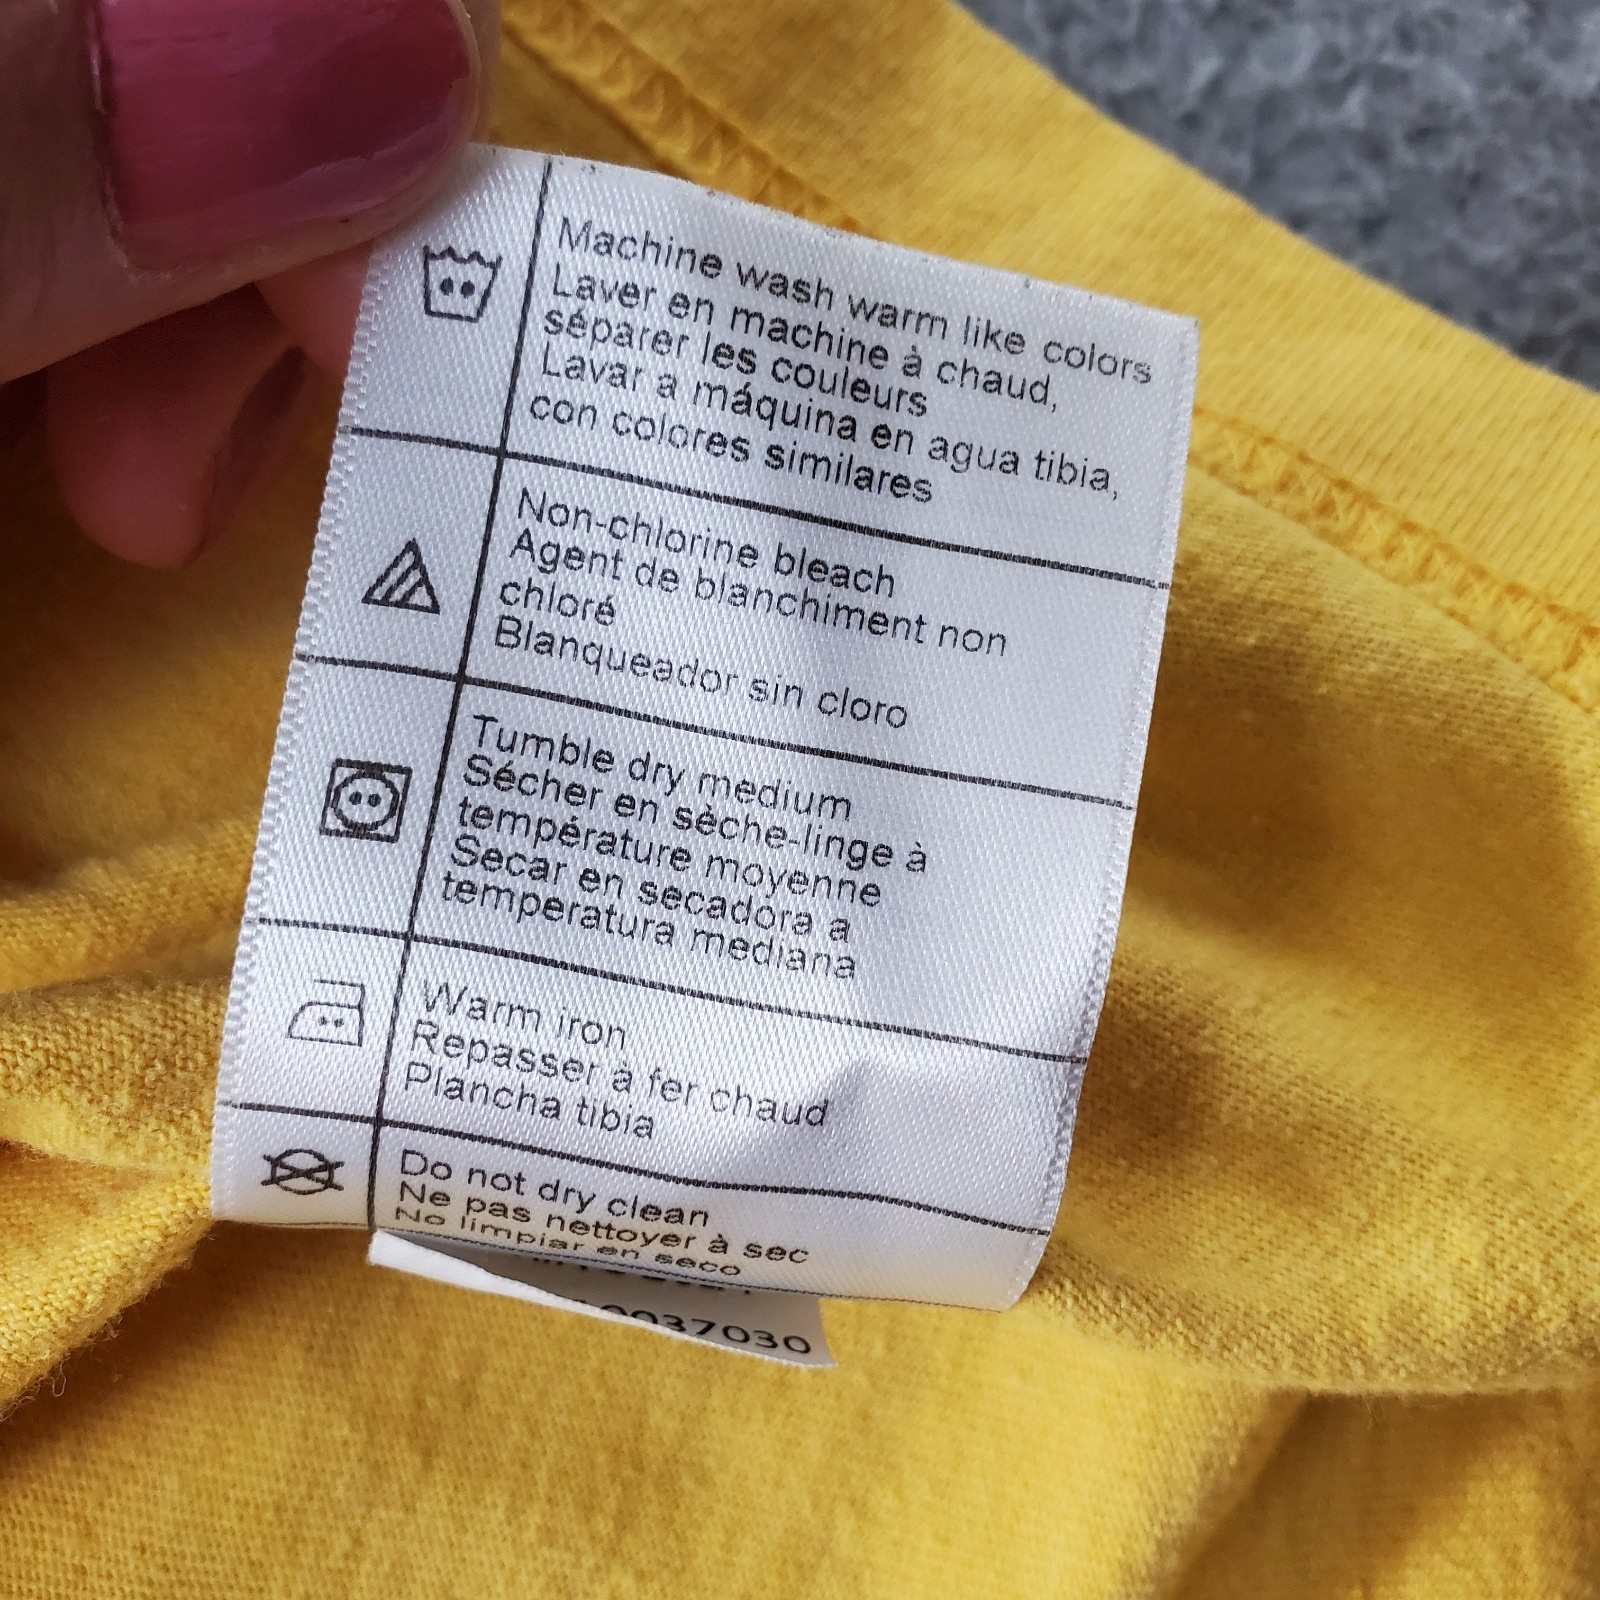 Machine wash warm like colors
Laver en machine à chaud,
séparer les couleurs
Lavar a máquina en agua tibia,
con colores similares
Non-chlorine bleach
Agent de blanchiment non
chloré
Blanqueador sin cloro
Tumble dry medium
Sécher en sèche-linge à
température moyenne
Secar en secadora a
temperatura mediana
Warm iron
Repasser à fer chaud
Plancha tibia
Do not dry clean
Ne pas nettoyer à sec
No limpiar en seco
0037030